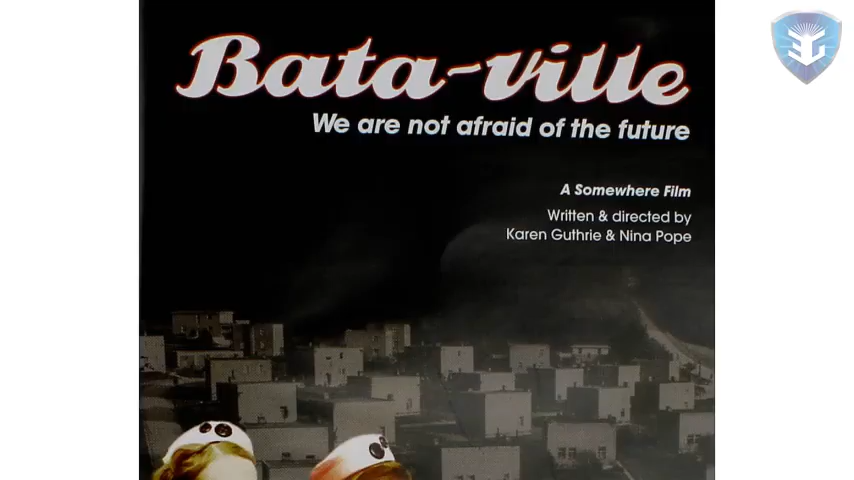 Bata-ville
We are not afraid of the future
A Somewhere Film
Written & directed by
Karen Guthrie & Nina Pope